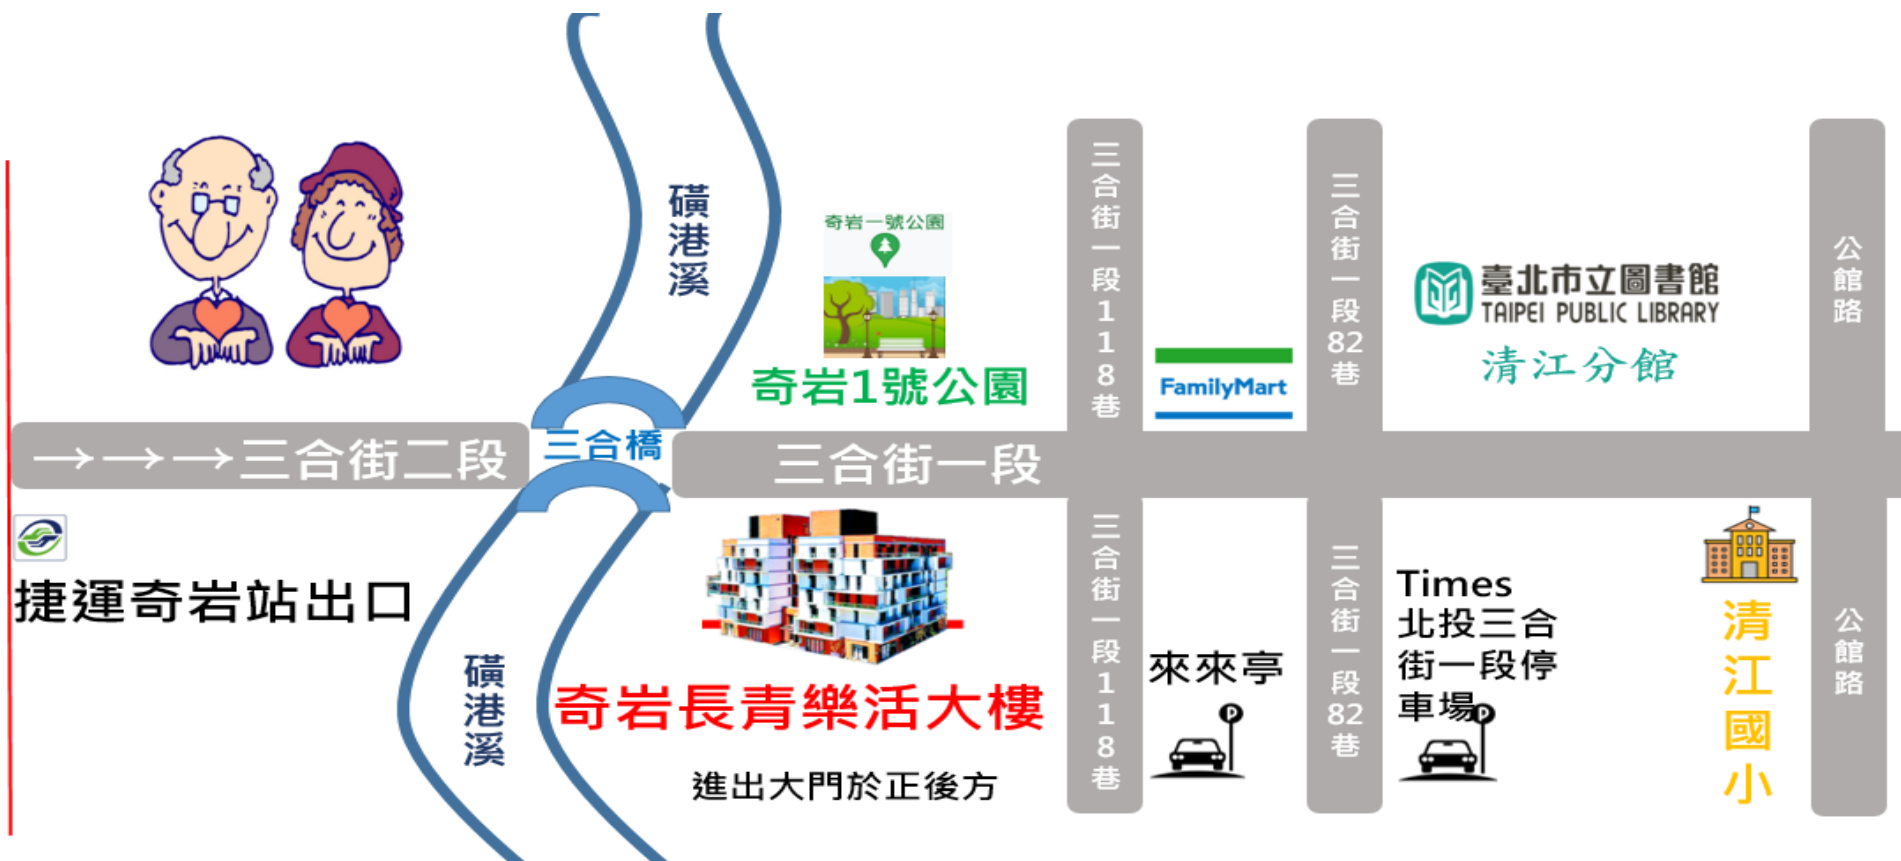 磺港溪
奇岩一號公園
奇岩1號公園
三合街一段118巷
FamilyMart
三合街一段82巷
臺北市立圖書館
TAIPEI PUBLIC LIBRARY
清江分館
公館路
→→→三合街二段
三合橋
三合街一段
捷運奇岩站出口
磺港溪
奇岩長青樂活大樓
進出大門於正後方
三合街一段118巷
來來亭
P
三合街一段82巷
Times
北投三合
街一段停
車場
P
清江國小
公館路